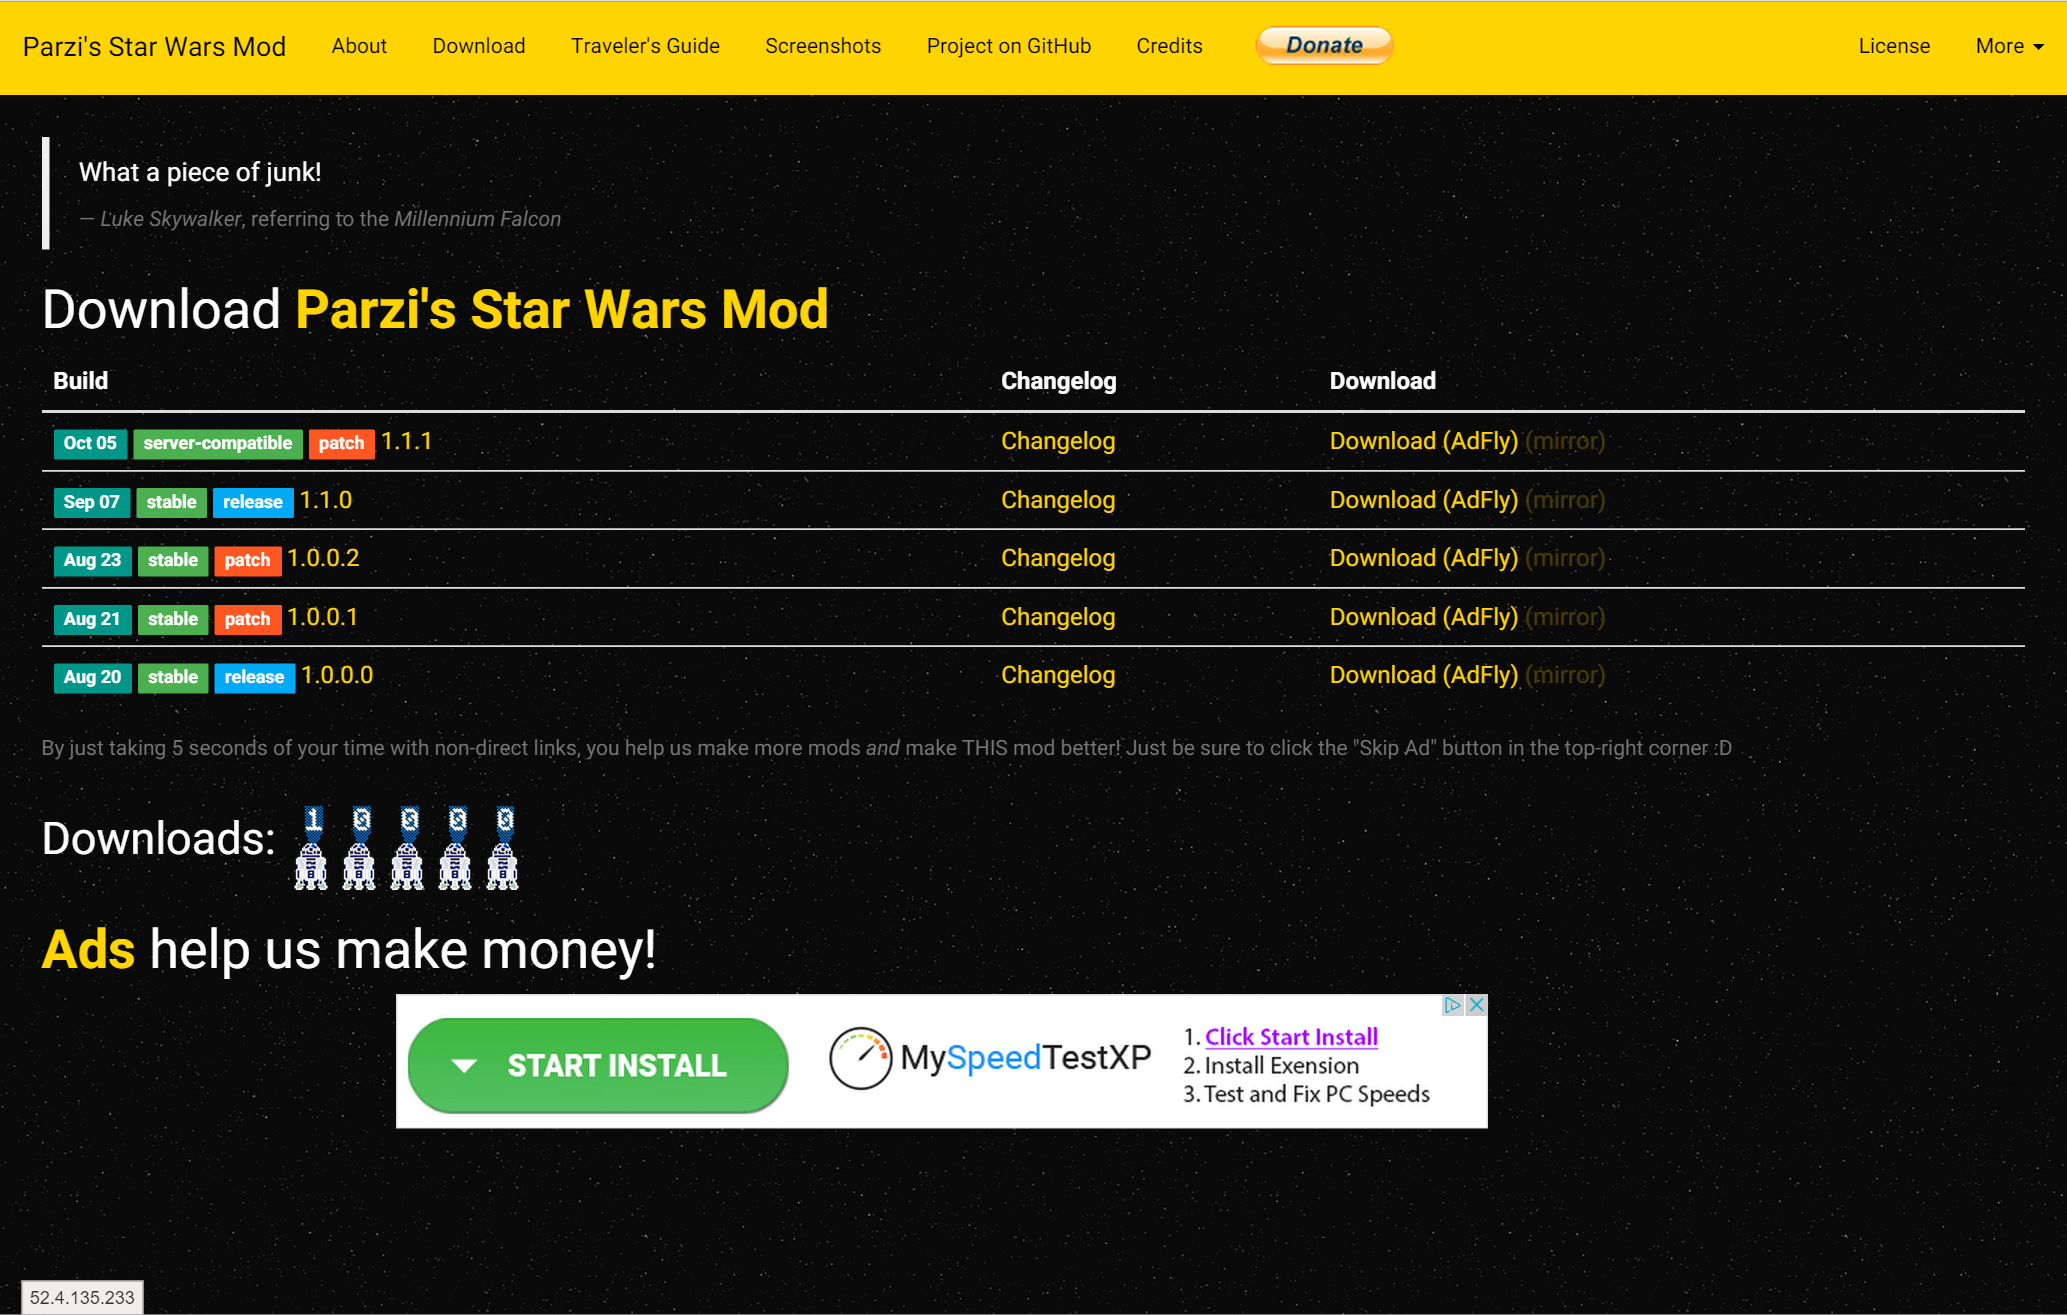 Parzi's Star Wars Mod About Download Traveler's Guide Screenshots Project on GitHub Credits Donate License More
What a piece of junk!
— Luke Skywalker, referring to the Millennium Falcon
Download Parzi's Star Wars Mod
Build Changelog Download
Oct 05 server-compatible patch 1.1.1 Changelog Download (AdFly) (mirror)
Sep 07 stable release 1.1.0 Changelog Download (AdFly) (mirror)
Aug 23 stable patch 1.0.0.2 Changelog Download (AdFly) (mirror)
Aug 21 stable patch 1.0.0.1 Changelog Download (AdFly) (mirror)
Aug 20 stable release 1.0.0.0 Changelog Download (AdFly) (mirror)
By just taking 5 seconds of your time with non-direct links, you help us make more mods and make THIS mod better! Just be sure to click the "Skip Ad" button in the top-right corner :D
Downloads: 1 0 0 0 0
Ads help us make money!
START INSTALL
MySpeedTestXP
1. Click Start Install
2. Install Exension
3. Test and Fix PC Speeds
52.4.135.233